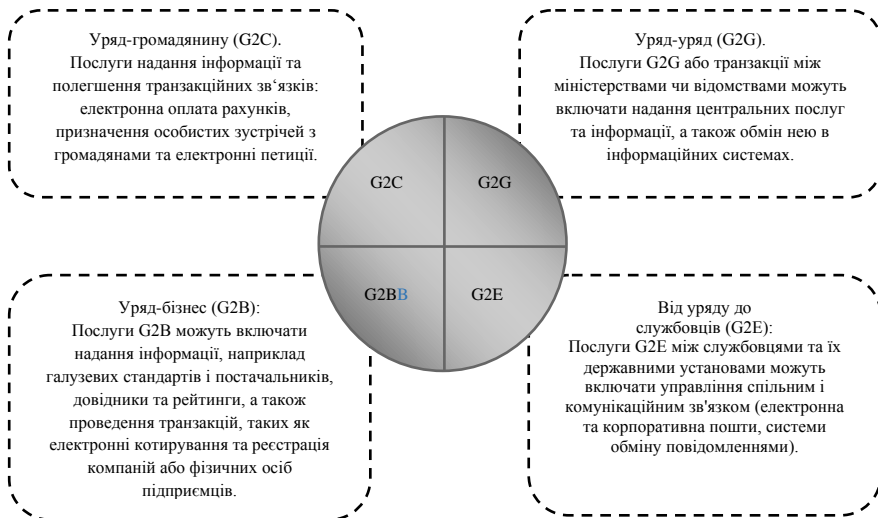 Уряд-громадянину (G2C).
Послуги надання інформації та
полегшення транзакційних зв‘язків:
електронна оплата рахунків,
призначення особистих зустрічей з
громадянами та електронні петиції.
Уряд-уряд (G2G).
Послуги G2G або транзакції між
міністерствами чи відомствами можуть
включати надання центральних послуг
та інформації, а також обмін нею в
інформаційних системах.
G2C
G2G
G2BB
G2E
Уряд-бізнес (G2B):
Послуги G2B можуть включати
надання інформації, наприклад
галузевих стандартів і постачальників,
довідники та рейтинги, а також
проведення транзакцій, таких як
електронні котирування та реєстрація
компаній або фізичних осіб
підприємців.
Від уряду до
службовців (G2E):
Послуги G2E між службовцями та їх
державними установами можуть
включати управління спільним і
комунікаційним зв'язком (електронна
та корпоративна пошти, системи
обміну повідомленнями).